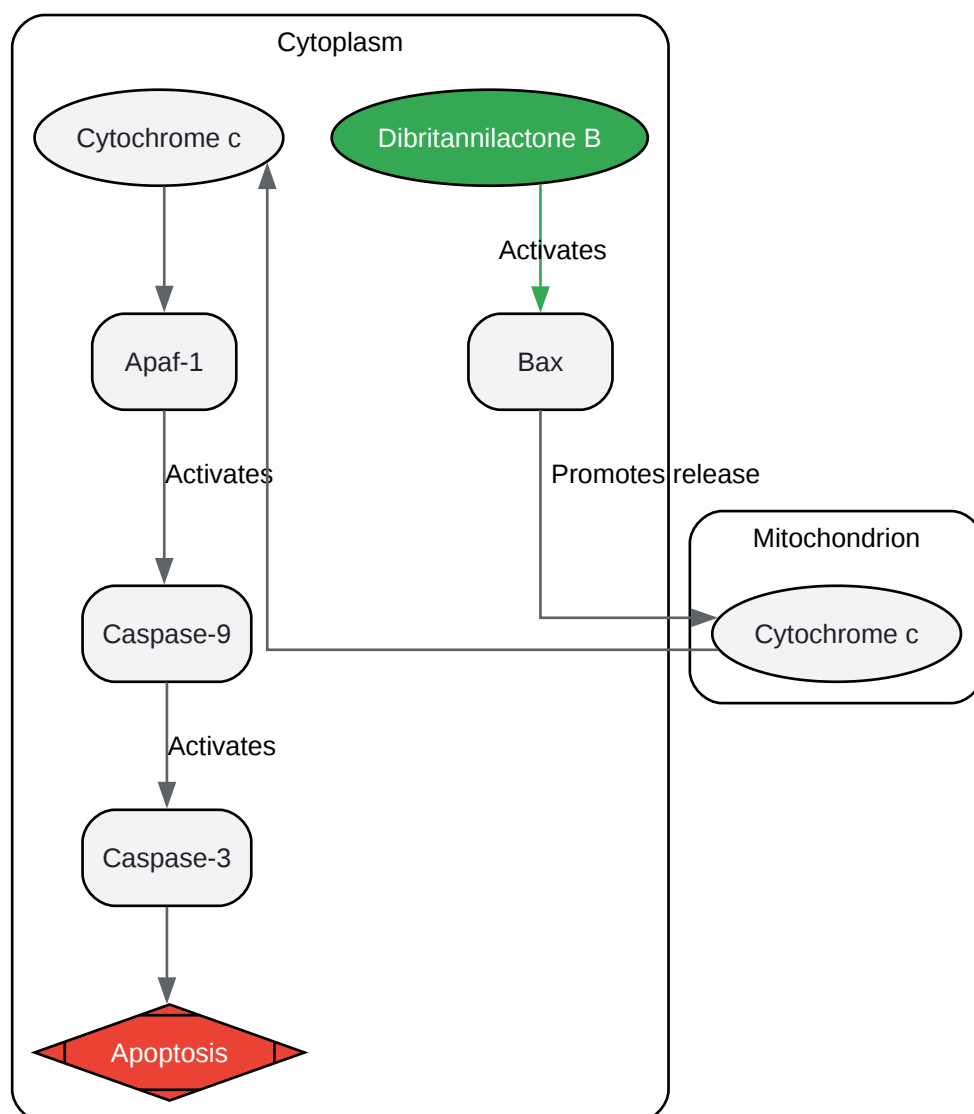 Cytoplasm
Cytochrome c
Dibritannilactone B
Activates
Apaf-1
Bax
Activates
Promotes release
Mitochondrion
Caspase-9
Cytochrome c
Activates
Caspase-3
Apoptosis